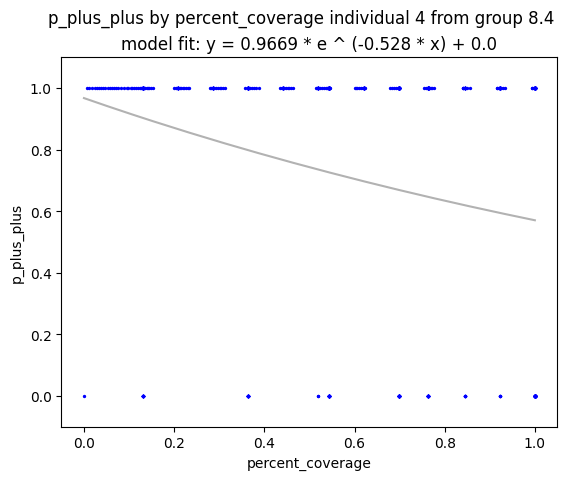 p_plus_plus by percent_coverage individual 4 from group 8.4
model fit: y = 0.9669 * e ^ (-0.528 * x) + 0.0
1.0
0.8
0.6
0.4
0.2
0.0
p_plus_plus
0.0 0.2 0.4 0.6 0.8 1.0
percent_coverage